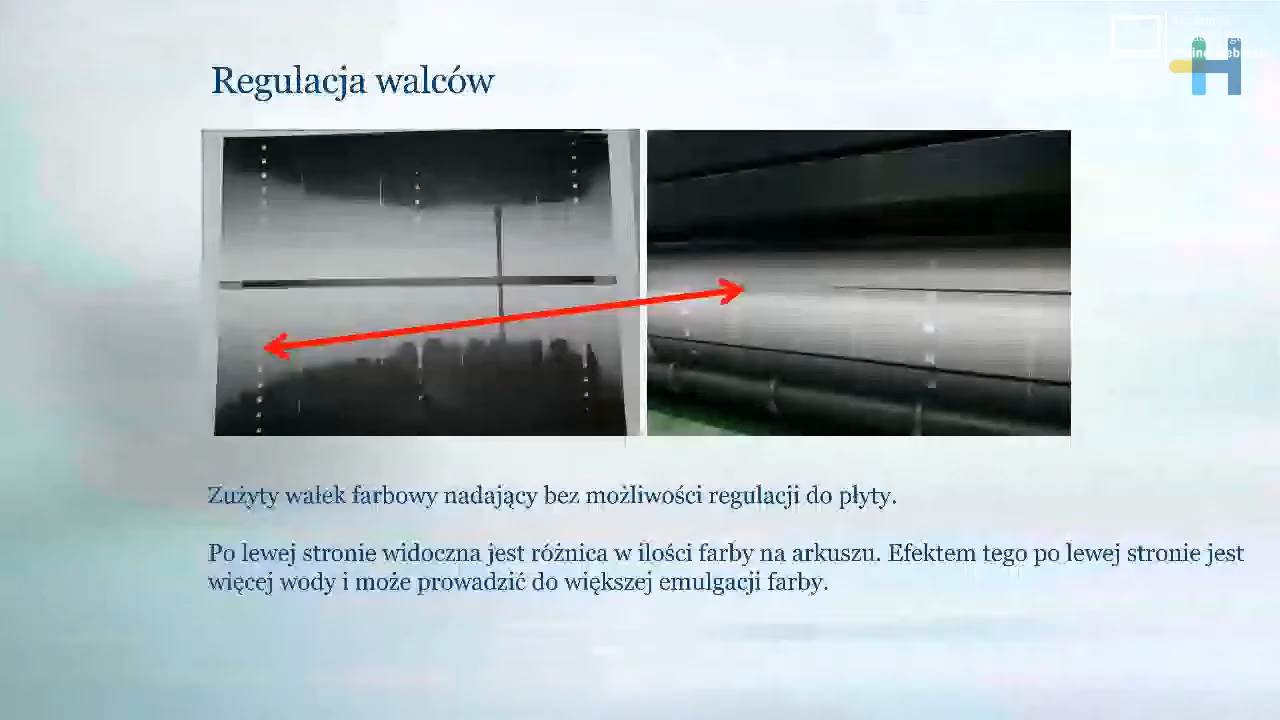 Regulacja walców
Zużyty wałek farbowy nadający bez możliwości regulacji do płyty.
Po lewej stronie widoczna jest różnica w ilości farby na arkuszu. Efektem tego po lewej stronie jest
więcej wody i może prowadzić do większej emulgacji farby.